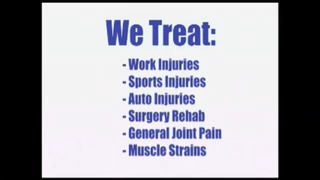 We Treat:
- Work Injuries
- Sports Injuries
- Auto Injuries
- Surgery Rehab
- General Joint Pain
- Muscle Strains